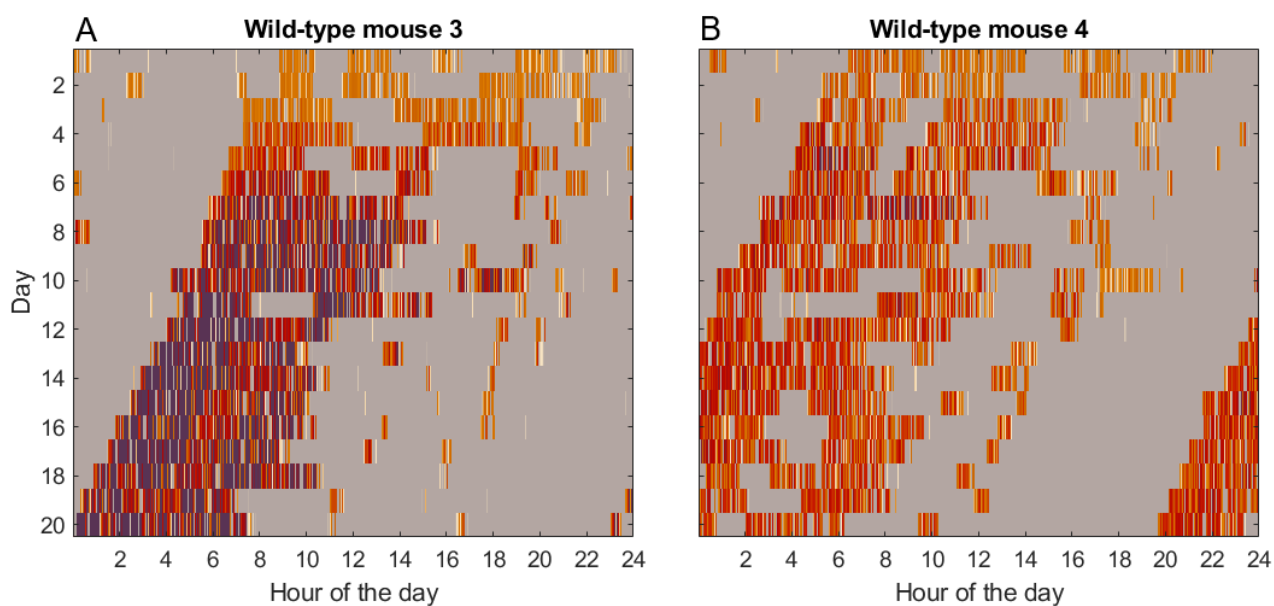 A
Wild-type mouse 3
2
4
6
8
10
12
14
16
18
20
Day
2 4 6 8 10 12 14 16 18 20 22 24
Hour of the day
B
Wild-type mouse 4
2 4 6 8 10 12 14 16 18 20 22 24
Hour of the day